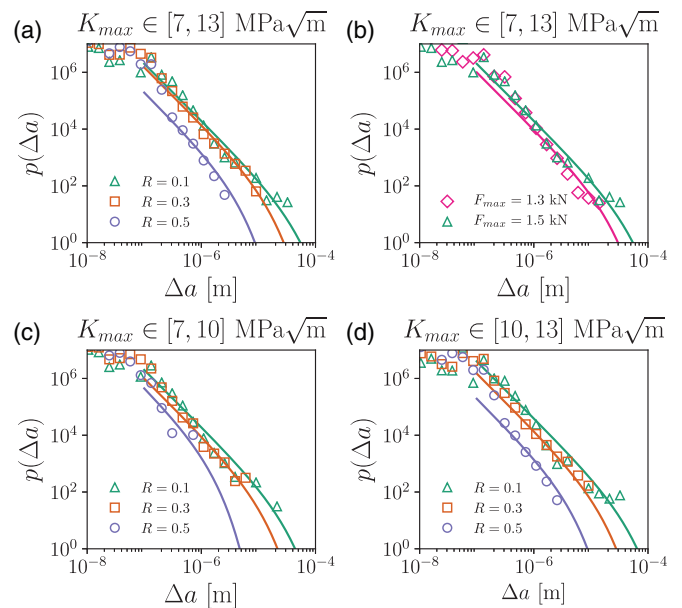 (a) K_max ∈ [7, 13] MPa√m
10^6
10^4
10^2
10^0
p(Δa)
R = 0.1
R = 0.3
R = 0.5
10^−8 10^−6 10^−4
Δa [m]
(b) K_max ∈ [7, 13] MPa√m
10^6
10^4
10^2
10^0
p(Δa)
F_max = 1.3 kN
F_max = 1.5 kN
10^−8 10^−6 10^−4
Δa [m]
(c) K_max ∈ [7, 10] MPa√m
10^6
10^4
10^2
10^0
p(Δa)
R = 0.1
R = 0.3
R = 0.5
10^−8 10^−6 10^−4
Δa [m]
(d) K_max ∈ [10, 13] MPa√m
10^6
10^4
10^2
10^0
p(Δa)
R = 0.1
R = 0.3
R = 0.5
10^−8 10^−6 10^−4
Δa [m]